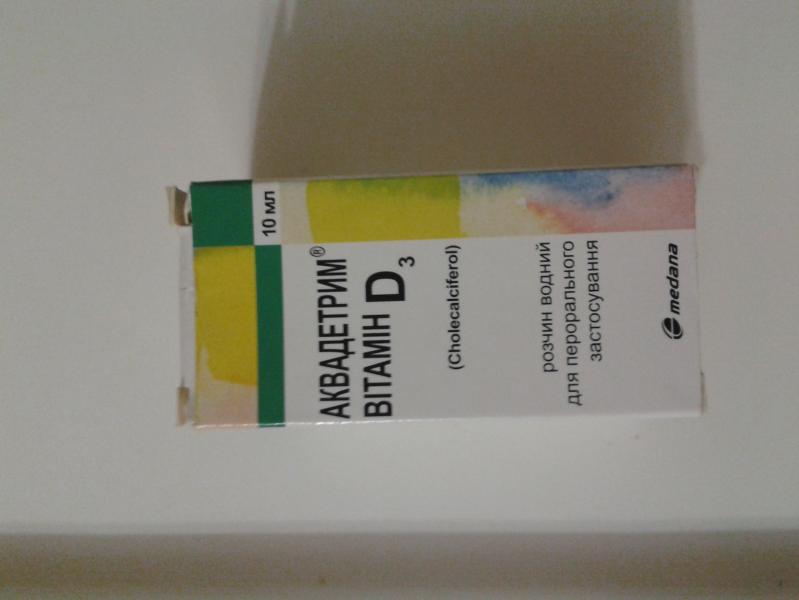 10 мл
АКВАДЕТРИМ®
ВІТАМІН D3
(Cholecalciferol)
розчин водний
для перорального
застосування
medana